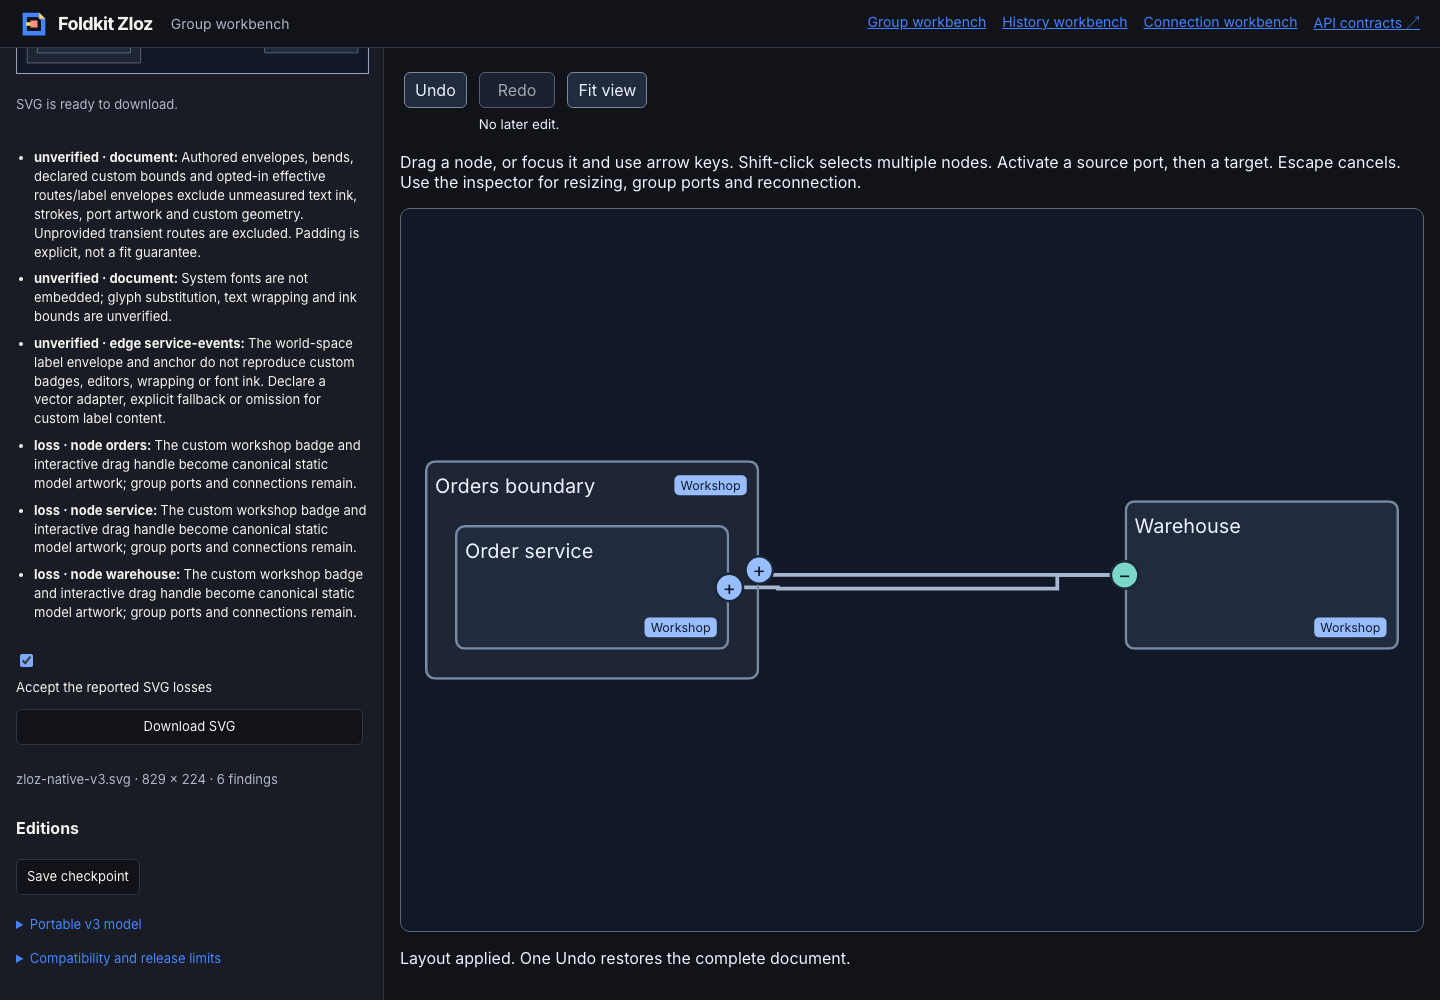 Foldkit Zloz
Group workbench
Group workbench
History workbench
Connection workbench
API contracts ↗
SVG is ready to download.
• unverified · document: Authored envelopes, bends,
declared custom bounds and opted-in effective
routes/label envelopes exclude unmeasured text ink,
strokes, port artwork and custom geometry.
Unprovided transient routes are excluded. Padding is
explicit, not a fit guarantee.
• unverified · document: System fonts are not
embedded; glyph substitution, text wrapping and ink
bounds are unverified.
• unverified · edge service-events: The world-space
label envelope and anchor do not reproduce custom
badges, editors, wrapping or font ink. Declare a
vector adapter, explicit fallback or omission for
custom label content.
• loss · node orders: The custom workshop badge and
interactive drag handle become canonical static
model artwork; group ports and connections remain.
• loss · node service: The custom workshop badge and
interactive drag handle become canonical static
model artwork; group ports and connections remain.
• loss · node warehouse: The custom workshop badge
and interactive drag handle become canonical static
model artwork; group ports and connections remain.
Accept the reported SVG losses
Download SVG
zloz-native-v3.svg · 829 × 224 · 6 findings
Editions
Save checkpoint
▶ Portable v3 model
▶ Compatibility and release limits
Undo
Redo
Fit view
No later edit.
Drag a node, or focus it and use arrow keys. Shift-click selects multiple nodes. Activate a source port, then a target. Escape cancels.
Use the inspector for resizing, group ports and reconnection.
Orders boundary
Workshop
Order service
+
+
Workshop
Warehouse
−
Workshop
Layout applied. One Undo restores the complete document.